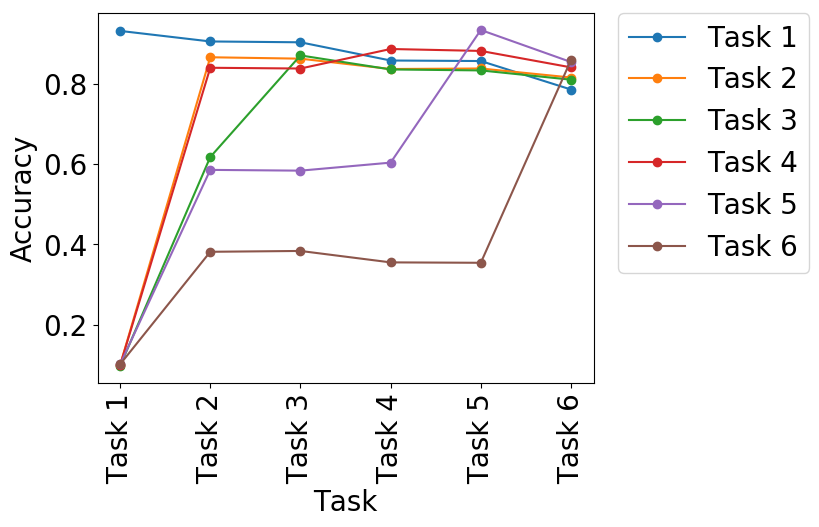 Accuracy
0.8
0.6
0.4
0.2
Task 1
Task 2
Task 3
Task 4
Task 5
Task 6
Task
Task 1
Task 2
Task 3
Task 4
Task 5
Task 6